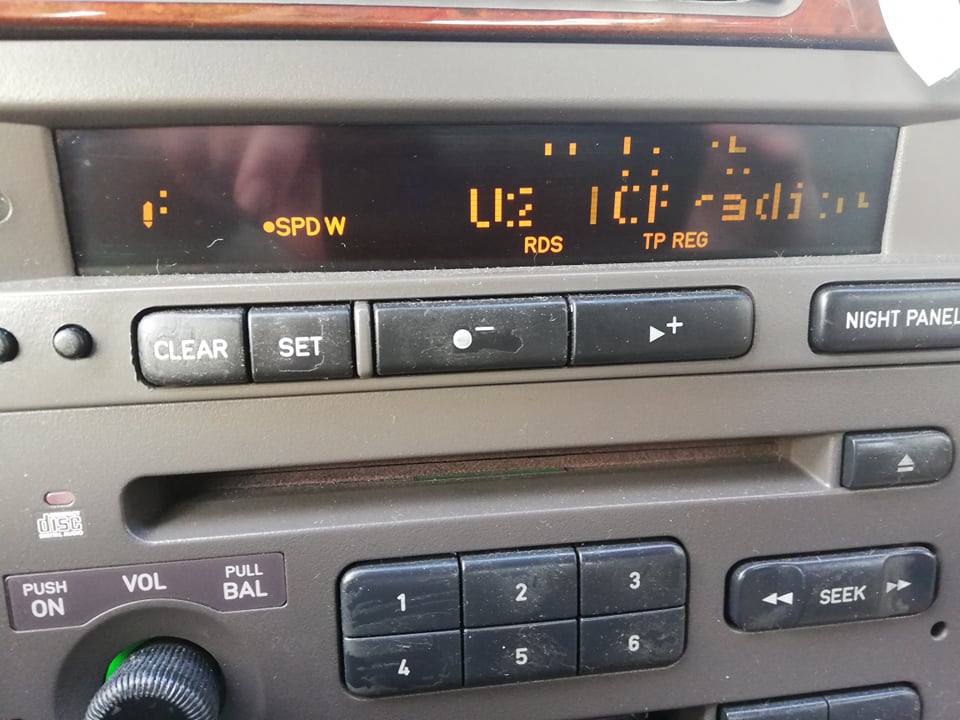 SPD W
RDS TP REG
CLEAR SET - + NIGHT PANEL
disc
PUSH ON VOL PULL BAL
1 2 3
SEEK
4 5 6